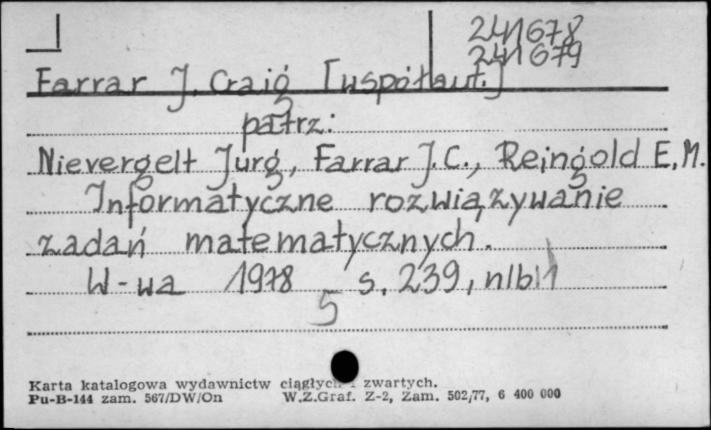 241678
241679
Farrar J. Craig [współaut.]
patrz:
Nievergelt Jurg, Farrar J.C., Reingold E.M.
Informatyczne rozwiązywanie
zadań matematycznych.
W-wa 1978 s. 239, nlb 1
5
Karta katalogowa wydawnictw ciągłych i zwartych.
Pu-B-144 zam. 567/DW/On W.Z.Graf. Z-2, Zam. 502/77, 6 400 000